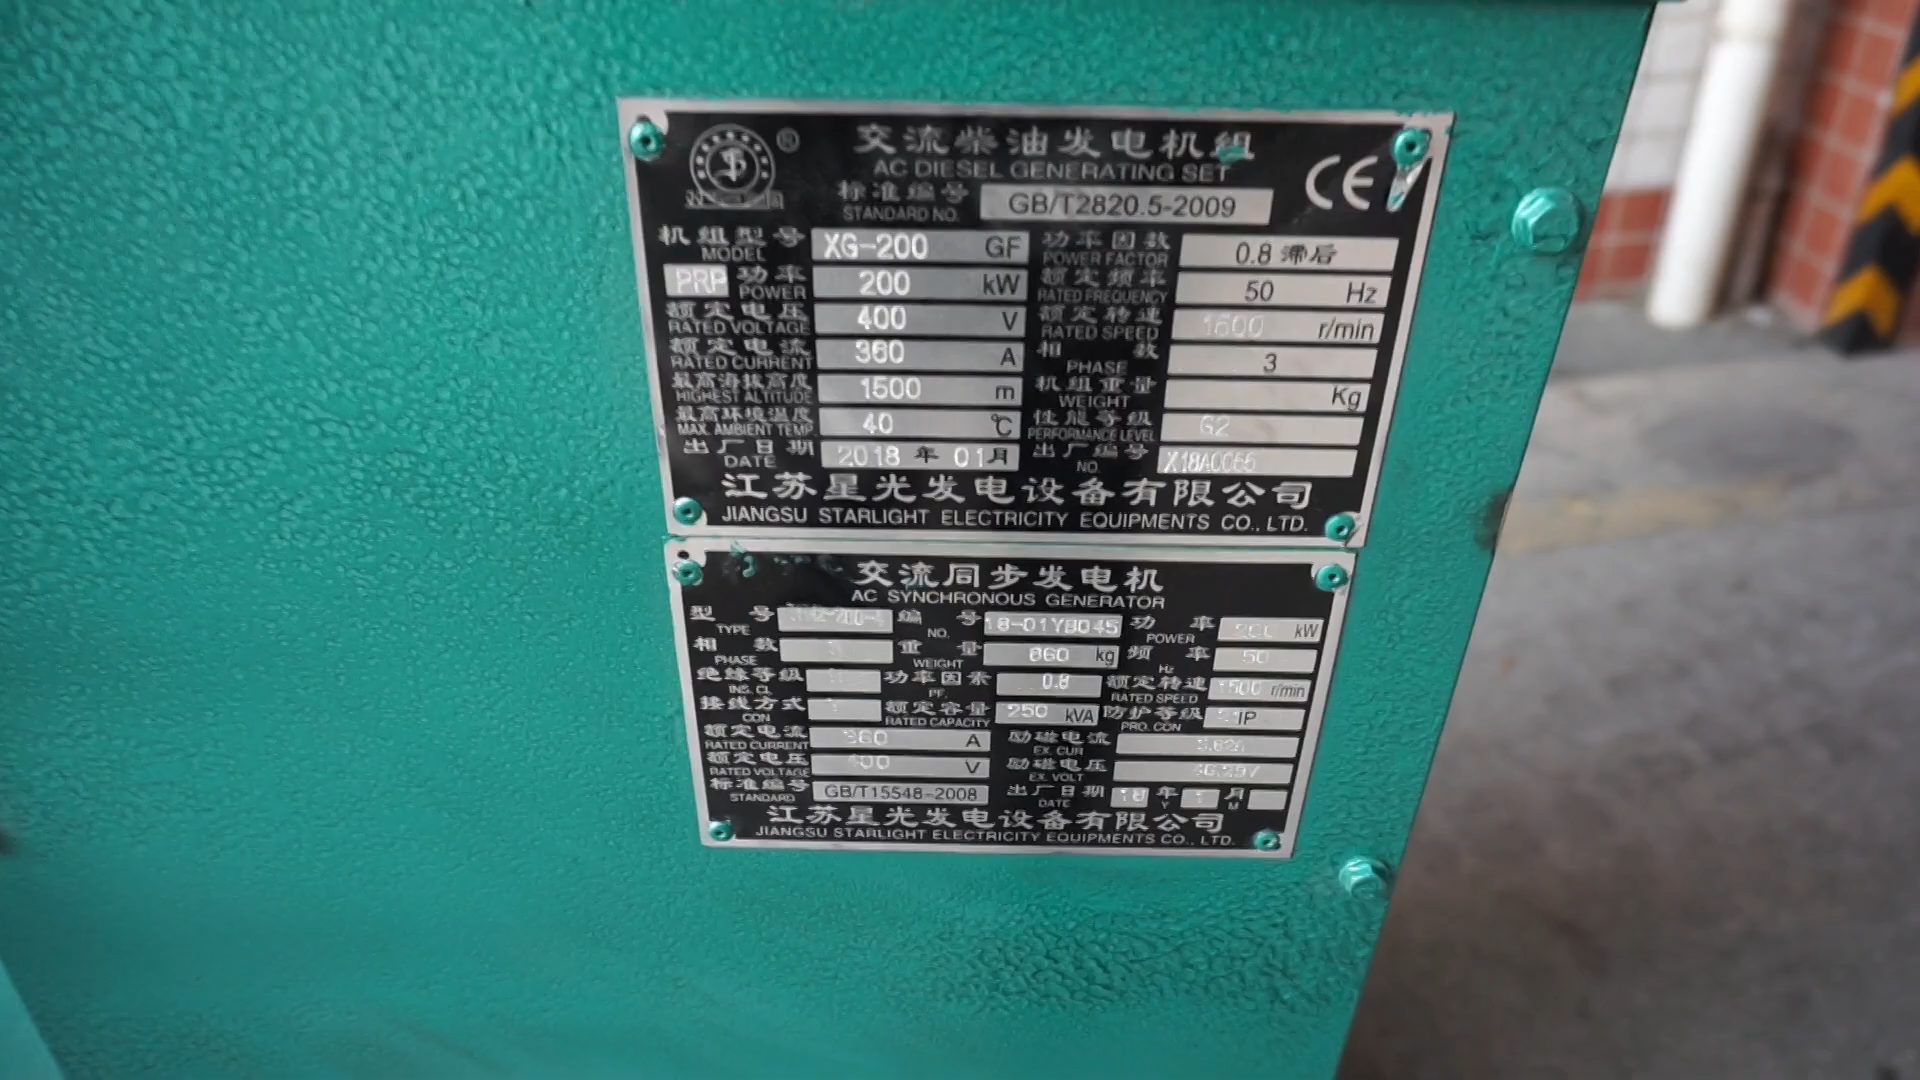 ®
交流柴油发电机组
AC DIESEL GENERATING SET
CE
标准编号 GB/T2820.5-2009
STANDARD NO.
机组型号 XG-200 GF 功率因数 0.8 滞后
MODEL POWER FACTOR
PRP 功率 200 kW 额定频率 50 Hz
POWER RATED FREQUENCY
额定电压 400 V 额定转速 1500 r/min
RATED VOLTAGE RATED SPEED
额定电流 360 A 相数 3
RATED CURRENT PHASE
最高海拔高度 1500 m 机组重量 Kg
HIGHEST ALTITUDE WEIGHT
最高环境温度 40 ℃ 性能等级 G2
MAX. AMBIENT TEMP. PERFORMANCE LEVEL
出厂日期 2018 年 01 月 出厂编号
DATE NO.
江苏星光发电设备有限公司
JIANGSU STARLIGHT ELECTRICITY EQUIPMENTS CO., LTD.
交流同步发电机
AC SYNCHRONOUS GENERATOR
型号 编号 18-01YB045 功率 kW
TYPE NO. POWER
相数 3 重量 860 kg 频率 50
PHASE WEIGHT Hz
绝缘等级 功率因素 0.8 额定转速 1500 r/min
INS. CL PF. RATED SPEED
接线方式 额定容量 250 kVA 防护等级 IP
CON RATED CAPACITY PRO. CON
额定电流 360 A 励磁电流
RATED CURRENT EX. CUR
额定电压 400 V 励磁电压
RATED VOLTAGE EX. VOLT
标准编号 GB/T15548-2008 出厂日期 18 年 1 月
STANDARD DATE Y M
江苏星光发电设备有限公司
JIANGSU STARLIGHT ELECTRICITY EQUIPMENTS CO., LTD.